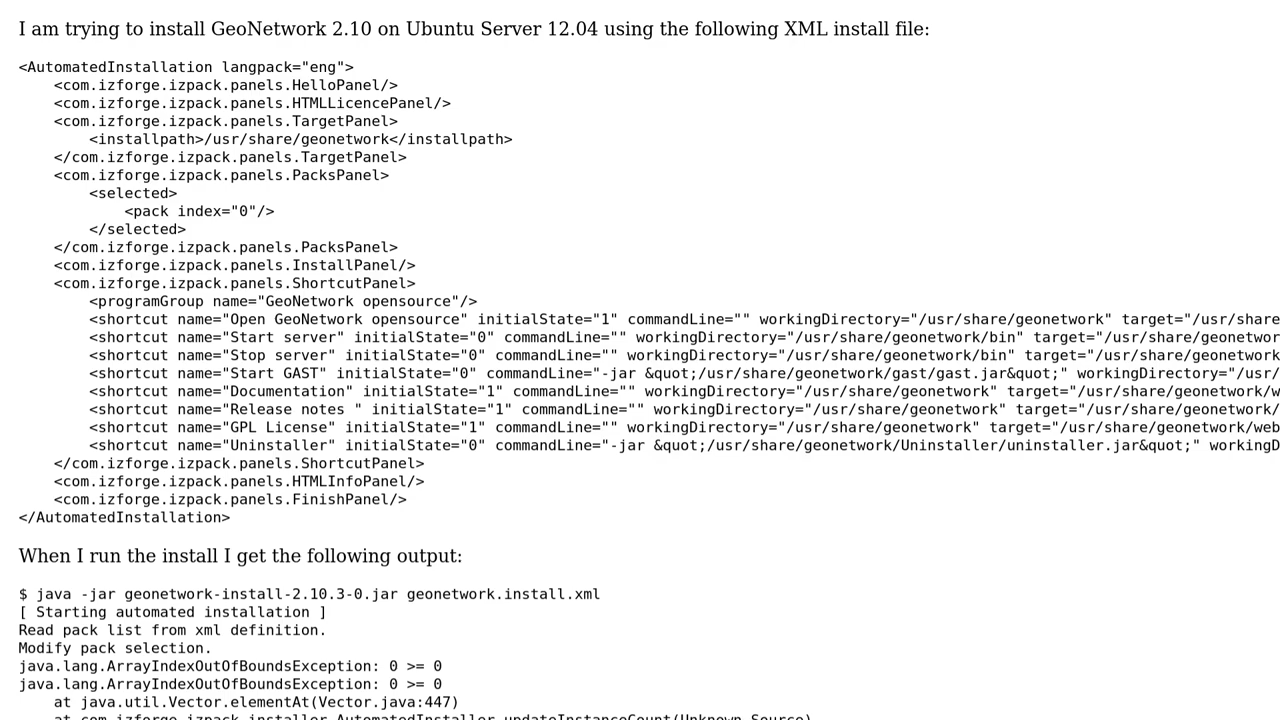 I am trying to install GeoNetwork 2.10 on Ubuntu Server 12.04 using the following XML install file:
<AutomatedInstallation langpack="eng">
    <com.izforge.izpack.panels.HelloPanel/>
    <com.izforge.izpack.panels.HTMLLicencePanel/>
    <com.izforge.izpack.panels.TargetPanel>
        <installpath>/usr/share/geonetwork</installpath>
    </com.izforge.izpack.panels.TargetPanel>
    <com.izforge.izpack.panels.PacksPanel>
        <selected>
            <pack index="0"/>
        </selected>
    </com.izforge.izpack.panels.PacksPanel>
    <com.izforge.izpack.panels.InstallPanel/>
    <com.izforge.izpack.panels.ShortcutPanel>
        <programGroup name="GeoNetwork opensource"/>
        <shortcut name="Open GeoNetwork opensource" initialState="1" commandLine="" workingDirectory="/usr/share/geonetwork" target="/usr/share
        <shortcut name="Start server" initialState="0" commandLine="" workingDirectory="/usr/share/geonetwork/bin" target="/usr/share/geonetwor
        <shortcut name="Stop server" initialState="0" commandLine="" workingDirectory="/usr/share/geonetwork/bin" target="/usr/share/geonetwork
        <shortcut name="Start GAST" initialState="0" commandLine="-jar &quot;/usr/share/geonetwork/gast/gast.jar&quot;" workingDirectory="/usr/
        <shortcut name="Documentation" initialState="1" commandLine="" workingDirectory="/usr/share/geonetwork" target="/usr/share/geonetwork/w
        <shortcut name="Release notes " initialState="1" commandLine="" workingDirectory="/usr/share/geonetwork" target="/usr/share/geonetwork/
        <shortcut name="GPL License" initialState="1" commandLine="" workingDirectory="/usr/share/geonetwork" target="/usr/share/geonetwork/web
        <shortcut name="Uninstaller" initialState="0" commandLine="-jar &quot;/usr/share/geonetwork/Uninstaller/uninstaller.jar&quot;" workingD
    </com.izforge.izpack.panels.ShortcutPanel>
    <com.izforge.izpack.panels.HTMLInfoPanel/>
    <com.izforge.izpack.panels.FinishPanel/>
</AutomatedInstallation>
When I run the install I get the following output:
$ java -jar geonetwork-install-2.10.3-0.jar geonetwork.install.xml
[ Starting automated installation ]
Read pack list from xml definition.
Modify pack selection.
java.lang.ArrayIndexOutOfBoundsException: 0 >= 0
java.lang.ArrayIndexOutOfBoundsException: 0 >= 0
    at java.util.Vector.elementAt(Vector.java:447)
    at com.izforge.izpack.installer.AutomatedInstaller.updateInstanceCount(Unknown Source)